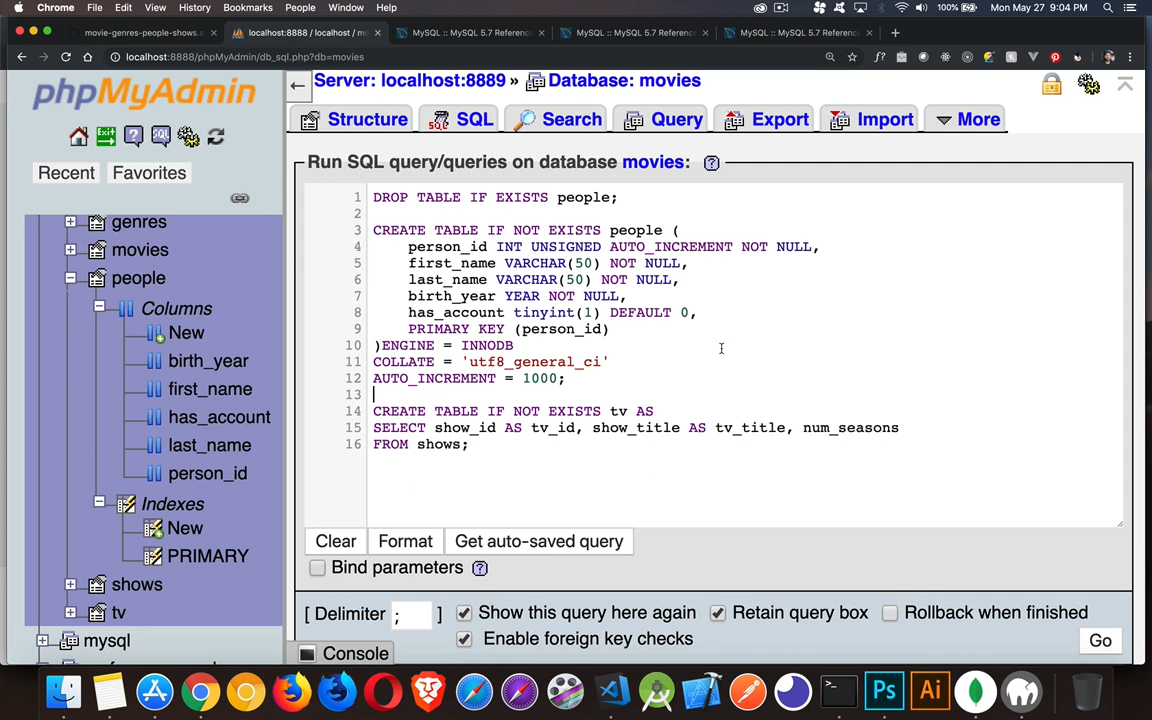 Chrome File Edit View History Bookmarks People Window Help 100% Mon May 27 9:04 PM
movie-genres-people-shows.s × localhost:8888 / localhost / mo × MySQL :: MySQL 5.7 Reference × MySQL :: MySQL 5.7 Reference × MySQL :: MySQL 5.7 Reference × +
localhost:8888/phpMyAdmin/db_sql.php?db=movies
phpMyAdmin
Recent Favorites
genres
movies
people
Columns
New
birth_year
first_name
has_account
last_name
person_id
Indexes
New
PRIMARY
shows
tv
mysql
Server: localhost:8889 » Database: movies
Structure SQL Search Query Export Import More
Run SQL query/queries on database movies:
1 DROP TABLE IF EXISTS people;
2
3 CREATE TABLE IF NOT EXISTS people (
4 person_id INT UNSIGNED AUTO_INCREMENT NOT NULL,
5 first_name VARCHAR(50) NOT NULL,
6 last_name VARCHAR(50) NOT NULL,
7 birth_year YEAR NOT NULL,
8 has_account tinyint(1) DEFAULT 0,
9 PRIMARY KEY (person_id)
10 )ENGINE = INNODB
11 COLLATE = 'utf8_general_ci'
12 AUTO_INCREMENT = 1000;
13
14 CREATE TABLE IF NOT EXISTS tv AS
15 SELECT show_id AS tv_id, show_title AS tv_title, num_seasons
16 FROM shows;
Clear Format Get auto-saved query
Bind parameters
[ Delimiter ; ] Show this query here again Retain query box Rollback when finished
Enable foreign key checks
Go
Console
Ps Ai